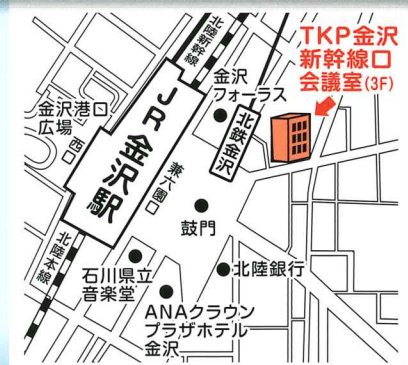 TKP金沢
新幹線口
会議室(3F)
北陸新幹線
金沢
フォーラス
北鉄金沢
金沢港口
広場
西口
JR金沢駅
兼六園口
鼓門
北陸本線
石川県立
音楽堂
北陸銀行
ANAクラウン
プラザホテル
金沢